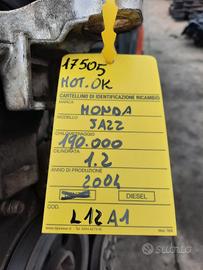 17505
MOT. OK
CARTELLINO DI IDENTIFICAZIONE RICAMBIO
MARCA
HONDA
MODELLO
JAZZ
CHILOMETRAGGIO
190.000
CILINDRATA
1.2
ANNO DI PRODUZIONE
2004
DIESEL
COD.
L12A1
subito